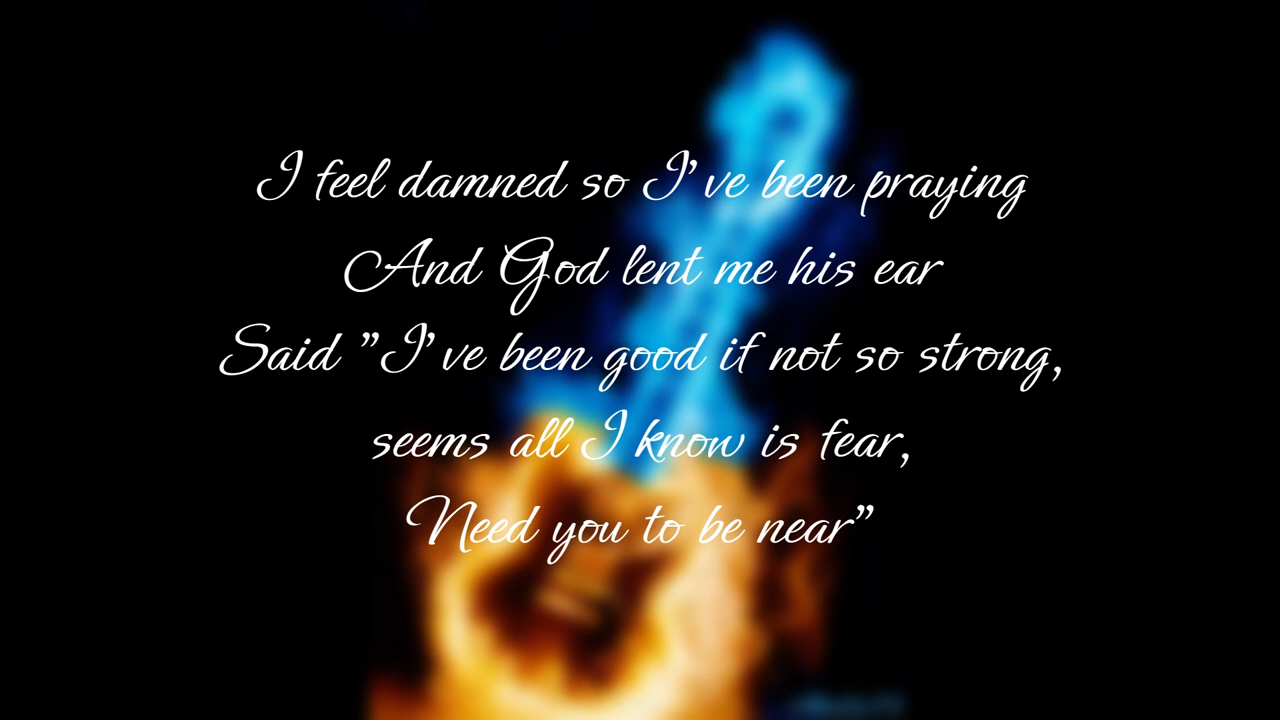 I feel damned so I've been praying
And God lent me his ear
Said "I've been good if not so strong,
seems all I know is fear,
Need you to be near"